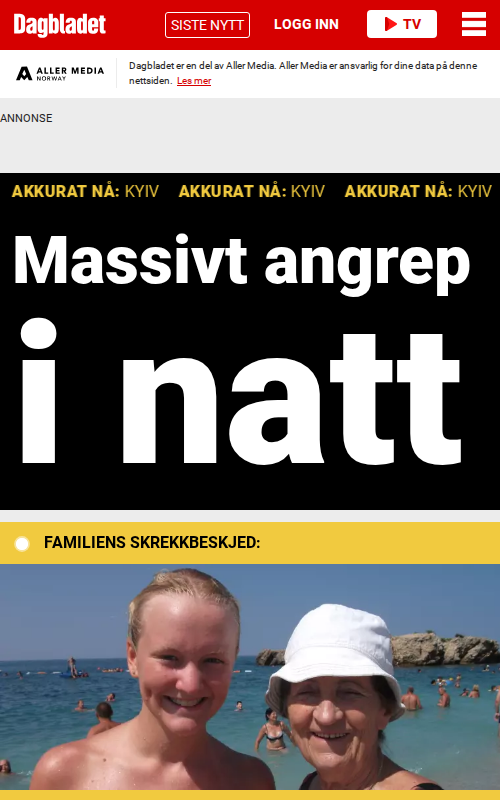 Dagbladet
SISTE NYTT
LOGG INN
TV
ALLER MEDIA
NORWAY
Dagbladet er en del av Aller Media. Aller Media er ansvarlig for dine data på denne
nettsiden. Les mer
ANNONSE
AKKURAT NÅ: KYIV AKKURAT NÅ: KYIV AKKURAT NÅ: KYIV
Massivt angrep
i natt
FAMILIENS SKREKKBESKJED: